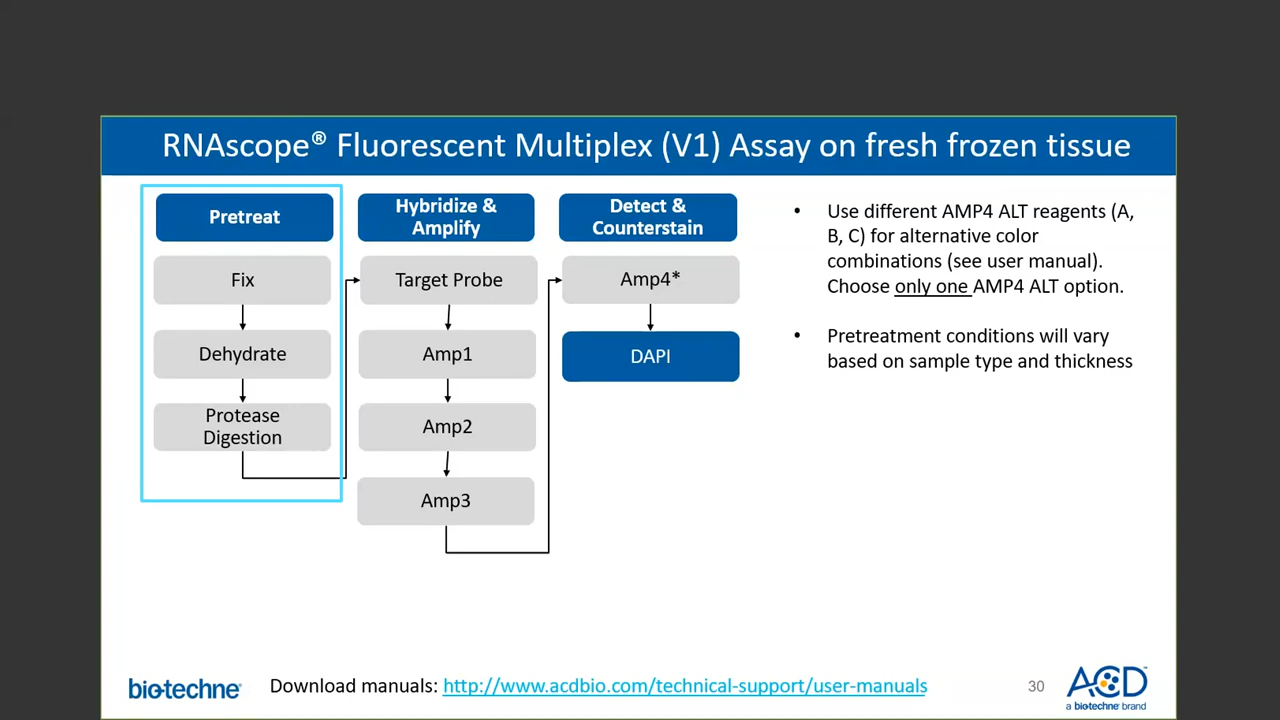 RNAscope® Fluorescent Multiplex (V1) Assay on fresh frozen tissue
Pretreat
Fix
Dehydrate
Protease
Digestion
Hybridize &
Amplify
Target Probe
Amp1
Amp2
Amp3
Detect &
Counterstain
Amp4*
DAPI
• Use different AMP4 ALT reagents (A,
B, C) for alternative color
combinations (see user manual).
Choose only one AMP4 ALT option.
• Pretreatment conditions will vary
based on sample type and thickness
bio-techne®
Download manuals: http://www.acdbio.com/technical-support/user-manuals
30
ACD™
a biotechne brand